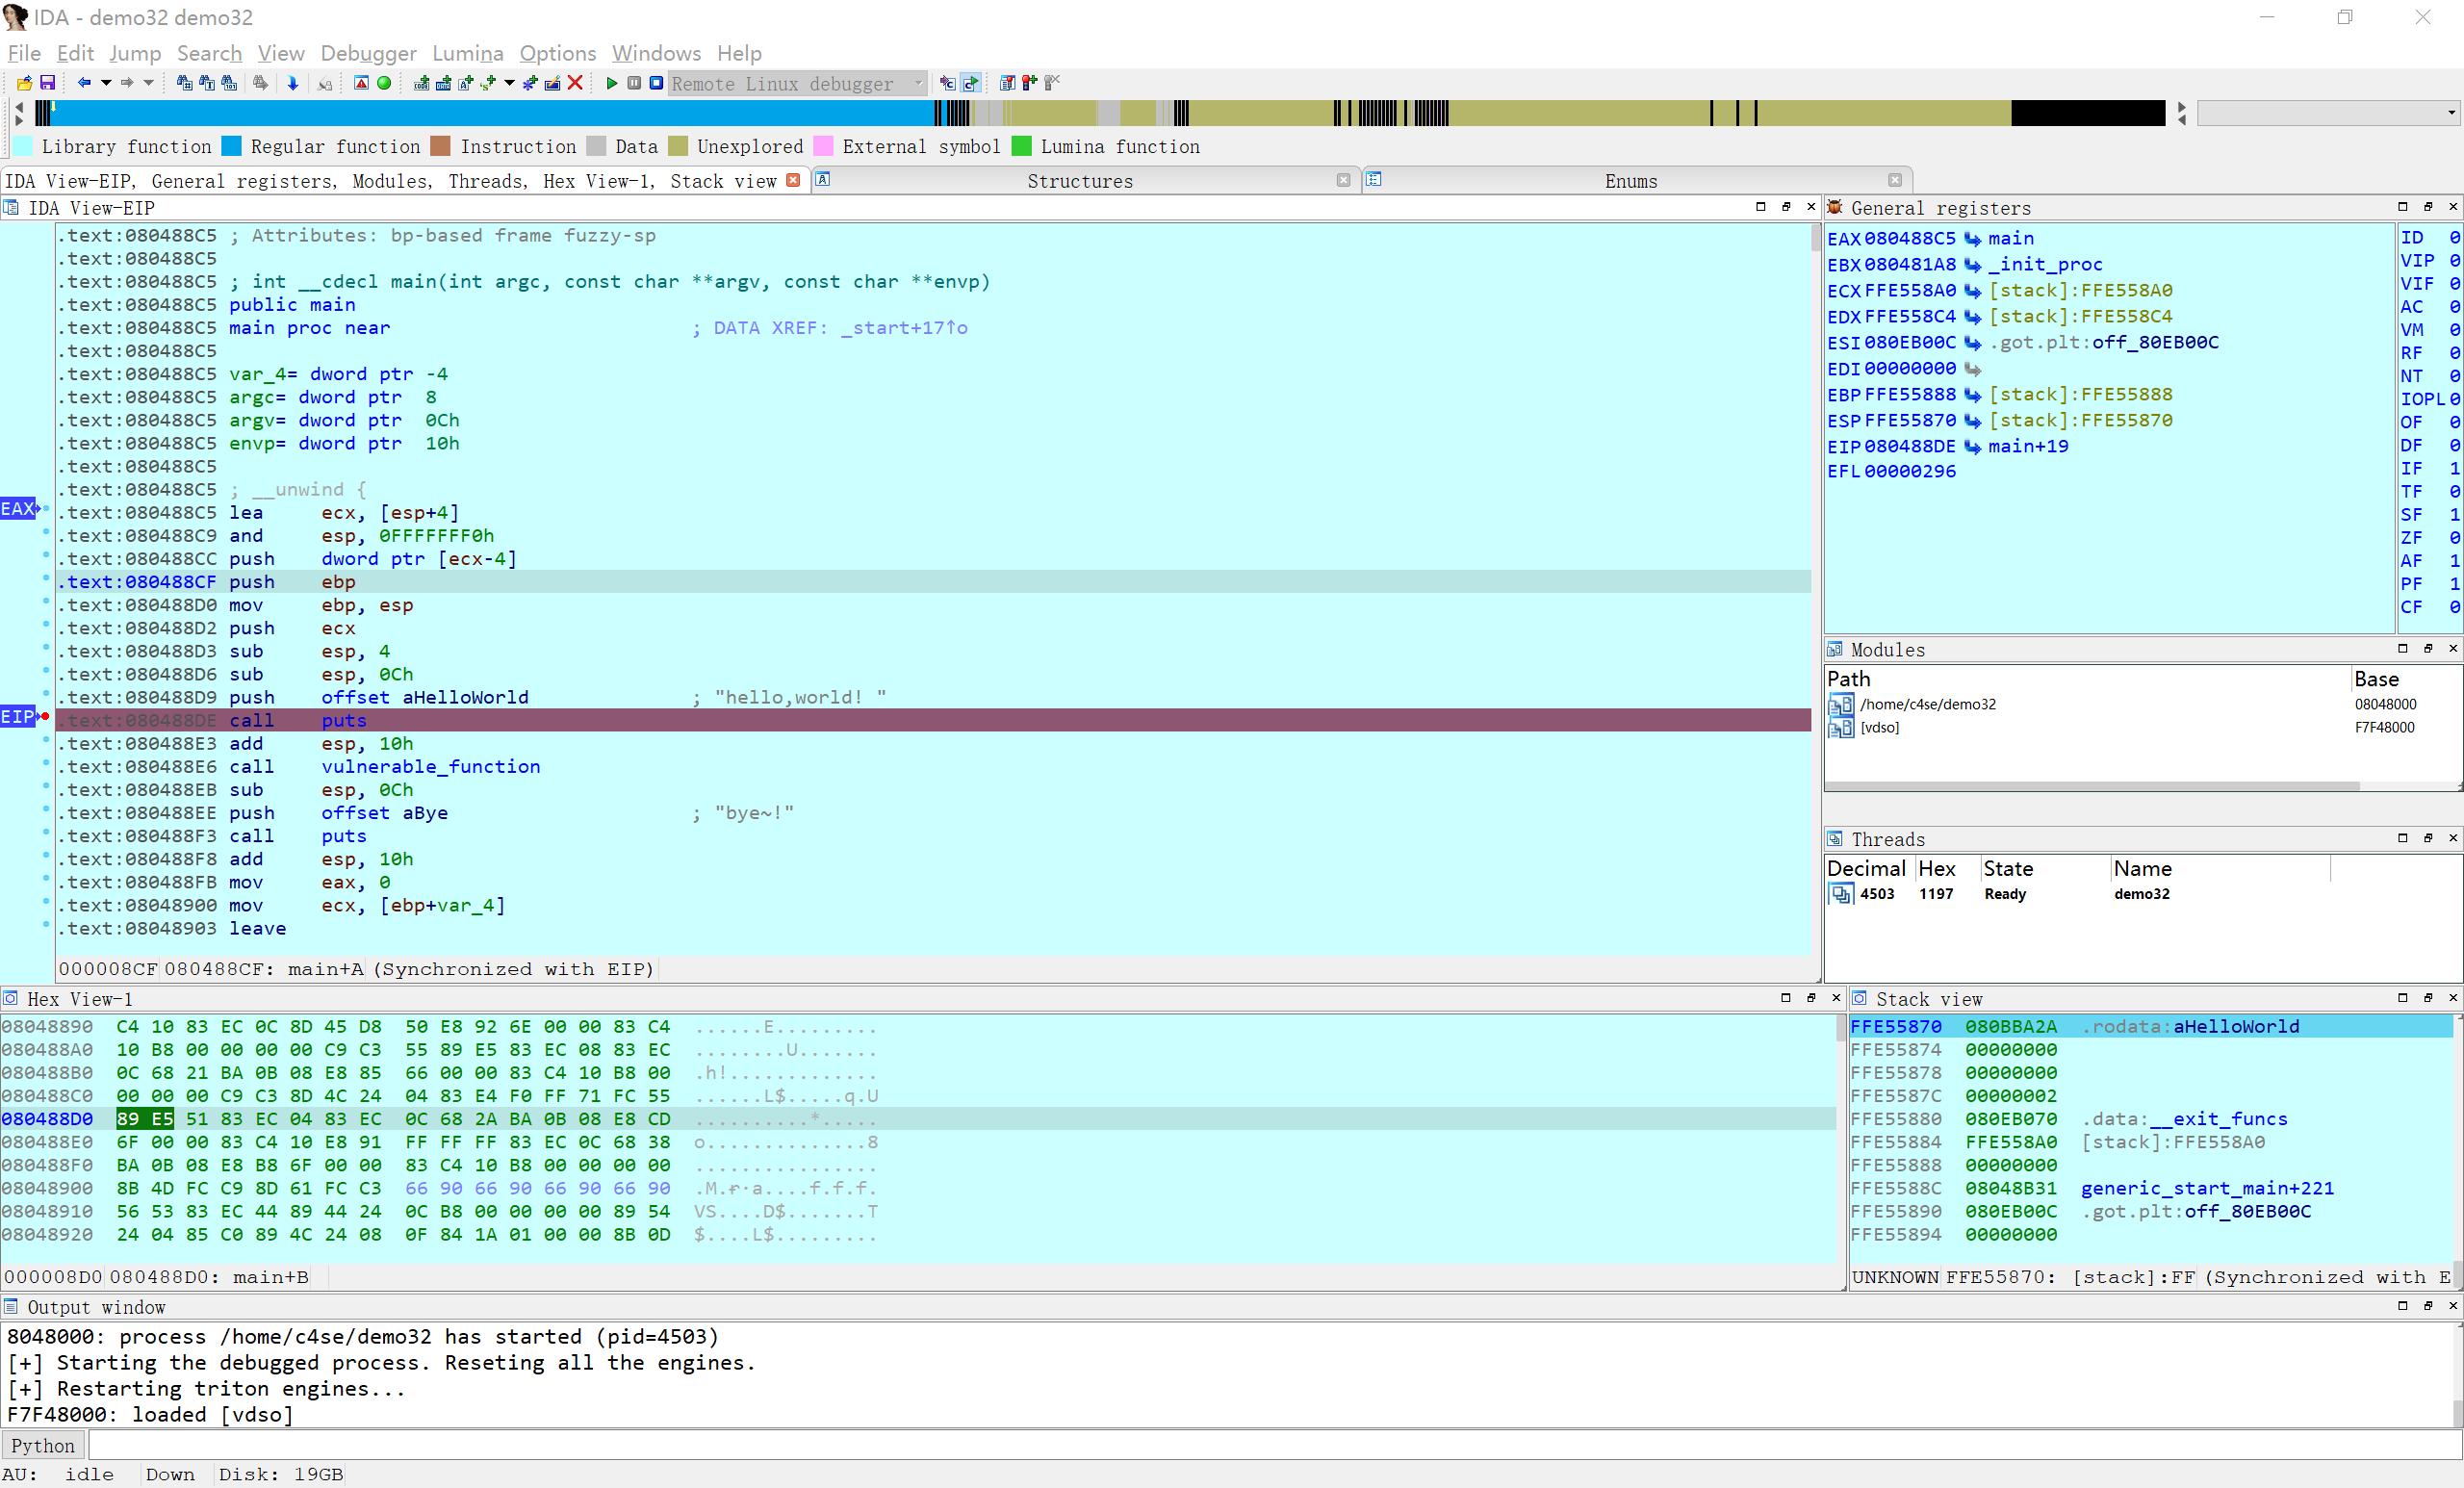 IDA - demo32 demo32
File Edit Jump Search View Debugger Lumina Options Windows Help
Remote Linux debugger
Library function Regular function Instruction Data Unexplored External symbol Lumina function
IDA View-EIP, General registers, Modules, Threads, Hex View-1, Stack view Structures Enums
IDA View-EIP
.text:080488C5 ; Attributes: bp-based frame fuzzy-sp
.text:080488C5
.text:080488C5 ; int __cdecl main(int argc, const char **argv, const char **envp)
.text:080488C5 public main
.text:080488C5 main proc near ; DATA XREF: _start+17↑o
.text:080488C5
.text:080488C5 var_4= dword ptr -4
.text:080488C5 argc= dword ptr 8
.text:080488C5 argv= dword ptr 0Ch
.text:080488C5 envp= dword ptr 10h
.text:080488C5
.text:080488C5 ; __unwind {
EAX .text:080488C5 lea ecx, [esp+4]
.text:080488C9 and esp, 0FFFFFFF0h
.text:080488CC push dword ptr [ecx-4]
.text:080488CF push ebp
.text:080488D0 mov ebp, esp
.text:080488D2 push ecx
.text:080488D3 sub esp, 4
.text:080488D6 sub esp, 0Ch
.text:080488D9 push offset aHelloWorld ; "hello,world! "
EIP .text:080488DE call puts
.text:080488E3 add esp, 10h
.text:080488E6 call vulnerable_function
.text:080488EB sub esp, 0Ch
.text:080488EE push offset aBye ; "bye~!"
.text:080488F3 call puts
.text:080488F8 add esp, 10h
.text:080488FB mov eax, 0
.text:08048900 mov ecx, [ebp+var_4]
.text:08048903 leave
000008CF 080488CF: main+A (Synchronized with EIP)
General registers
EAX 080488C5 main
EBX 080481A8 _init_proc
ECX FFE558A0 [stack]:FFE558A0
EDX FFE558C4 [stack]:FFE558C4
ESI 080EB00C .got.plt:off_80EB00C
EDI 00000000
EBP FFE55888 [stack]:FFE55888
ESP FFE55870 [stack]:FFE55870
EIP 080488DE main+19
EFL 00000296
ID 0
VIP 0
VIF 0
AC 0
VM 0
RF 0
NT 0
IOPL 0
OF 0
DF 0
IF 1
TF 0
SF 1
ZF 0
AF 1
PF 1
CF 0
Modules
Path Base
/home/c4se/demo32 08048000
[vdso] F7F48000
Threads
Decimal Hex State Name
4503 1197 Ready demo32
Hex View-1
08048890 C4 10 83 EC 0C 8D 45 D8 50 E8 92 6E 00 00 83 C4 ......E.........
080488A0 10 B8 00 00 00 00 C9 C3 55 89 E5 83 EC 08 83 EC ........U.......
080488B0 0C 68 21 BA 0B 08 E8 85 66 00 00 83 C4 10 B8 00 .h!.............
080488C0 00 00 00 C9 C3 8D 4C 24 04 83 E4 F0 FF 71 FC 55 ......L$.....q.U
080488D0 89 E5 51 83 EC 04 83 EC 0C 68 2A BA 0B 08 E8 CD ..........*.....
080488E0 6F 00 00 83 C4 10 E8 91 FF FF FF 83 EC 0C 68 38 o..............8
080488F0 BA 0B 08 E8 B8 6F 00 00 83 C4 10 B8 00 00 00 00 ................
08048900 8B 4D FC C9 8D 61 FC C3 66 90 66 90 66 90 66 90
08048910 56 53 83 EC 44 89 44 24 0C B8 00 00 00 00 89 54 VS....D$.......T
08048920 24 04 85 C0 89 4C 24 08 0F 84 1A 01 00 00 8B 0D $....L$.........
000008D0 080488D0: main+B
Stack view
FFE55870 080BBA2A .rodata:aHelloWorld
FFE55874 00000000
FFE55878 00000000
FFE5587C 00000002
FFE55880 080EB070 .data:__exit_funcs
FFE55884 FFE558A0 [stack]:FFE558A0
FFE55888 00000000
FFE5588C 08048B31 generic_start_main+221
FFE55890 080EB00C .got.plt:off_80EB00C
FFE55894 00000000
UNKNOWN FFE55870: [stack]:FF (Synchronized with E
Output window
8048000: process /home/c4se/demo32 has started (pid=4503)
[+] Starting the debugged process. Reseting all the engines.
[+] Restarting triton engines...
F7F48000: loaded [vdso]
Python
AU: idle Down Disk: 19GB